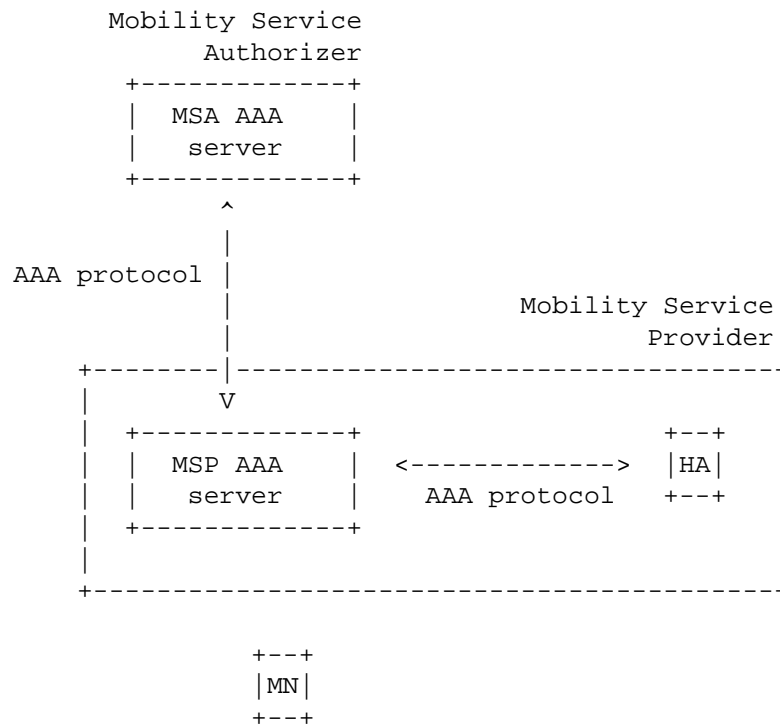 Mobility Service
Authorizer
MSA AAA
server
AAA protocol
Mobility Service
Provider
MSP AAA
HA
server
AAA protocol
MN